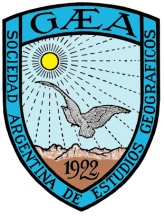 GÆA
SOCIEDAD ARGENTINA DE ESTUDIOS GEOGRAFICOS
1922